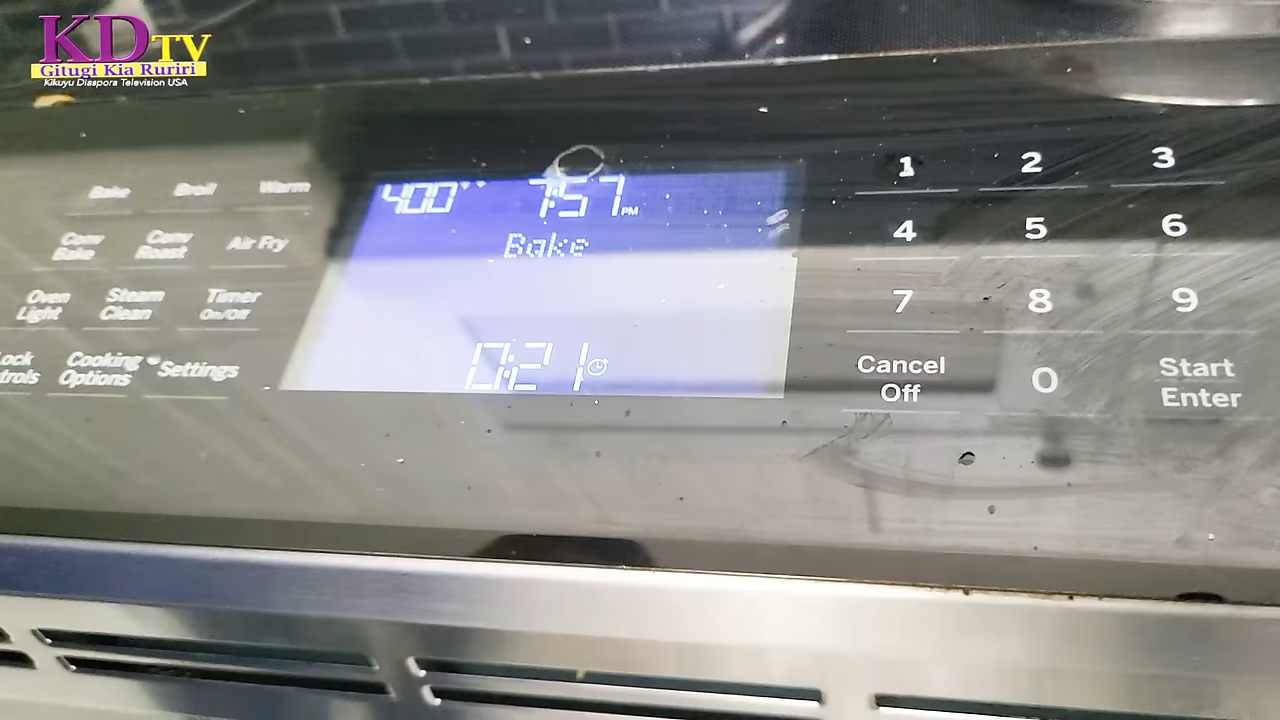 KDTV
Gitugi Kia Ruriri
Kikuyu Diaspora Television USA
Bake Broil Warm
Conv Bake
Conv Roast
Air Fry
Oven Light
Steam Clean
Timer On/Off
Cooking Options
Settings
400 7:57 PM
Bake
0:21
1 2 3
4 5 6
7 8 9
Cancel Off
0
Start Enter